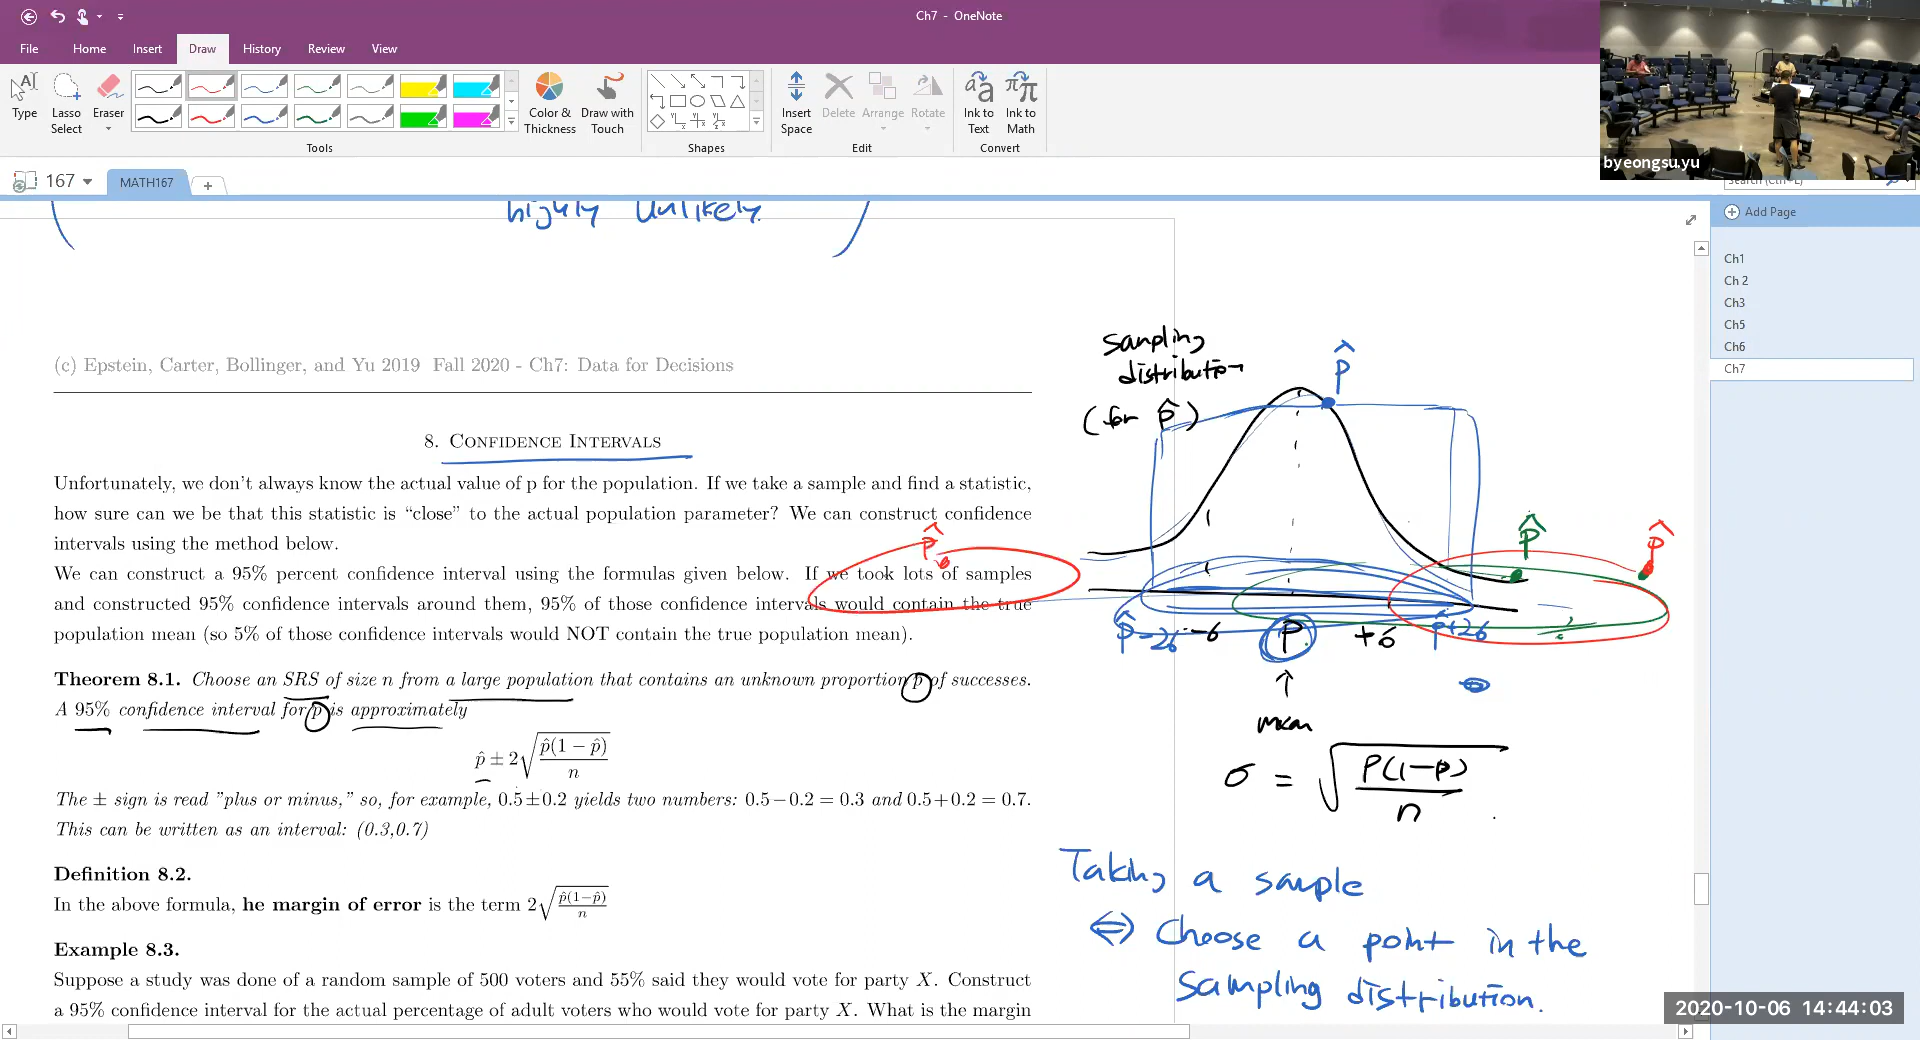 Ch7 - OneNote
File Home Insert Draw History Review View
Type
Lasso Select
Eraser
Color & Thickness
Draw with Touch
Insert Space
Delete
Arrange
Rotate
Ink to Text
Ink to Math
Tools
Shapes
Edit
Convert
byeongsu.yu
167
MATH167
Search (Ctrl+E)
Add Page
Ch1
Ch 2
Ch3
Ch5
Ch6
Ch7
highly unlikely.
(c) Epstein, Carter, Bollinger, and Yu 2019 Fall 2020 - Ch7: Data for Decisions
8. Confidence Intervals
Unfortunately, we don't always know the actual value of p for the population. If we take a sample and find a statistic,
how sure can we be that this statistic is "close" to the actual population parameter? We can construct confidence
intervals using the method below.
We can construct a 95% percent confidence interval using the formulas given below. If we took lots of samples
and constructed 95% confidence intervals around them, 95% of those confidence intervals would contain the true
population mean (so 5% of those confidence intervals would NOT contain the true population mean).
Theorem 8.1. Choose an SRS of size n from a large population that contains an unknown proportion p of successes.
A 95% confidence interval for p is approximately
p̂ ± 2√(p̂(1 − p̂)/n)
The ± sign is read "plus or minus," so, for example, 0.5±0.2 yields two numbers: 0.5−0.2 = 0.3 and 0.5+0.2 = 0.7.
This can be written as an interval: (0.3,0.7)
Definition 8.2.
In the above formula, he margin of error is the term 2√(p̂(1−p̂)/n)
Example 8.3.
Suppose a study was done of a random sample of 500 voters and 55% said they would vote for party X. Construct
a 95% confidence interval for the actual percentage of adult voters who would vote for party X. What is the margin
sampling
distribution
(for p̂)
p̂
p̂
p̂
p̂
p̂-2σ -σ p +σ p̂+2σ
↑
mean
σ = √(p(1-p)/n)
Taking a sample
⇔ Choose a point in the
sampling distribution.
2020-10-06 14:44:03